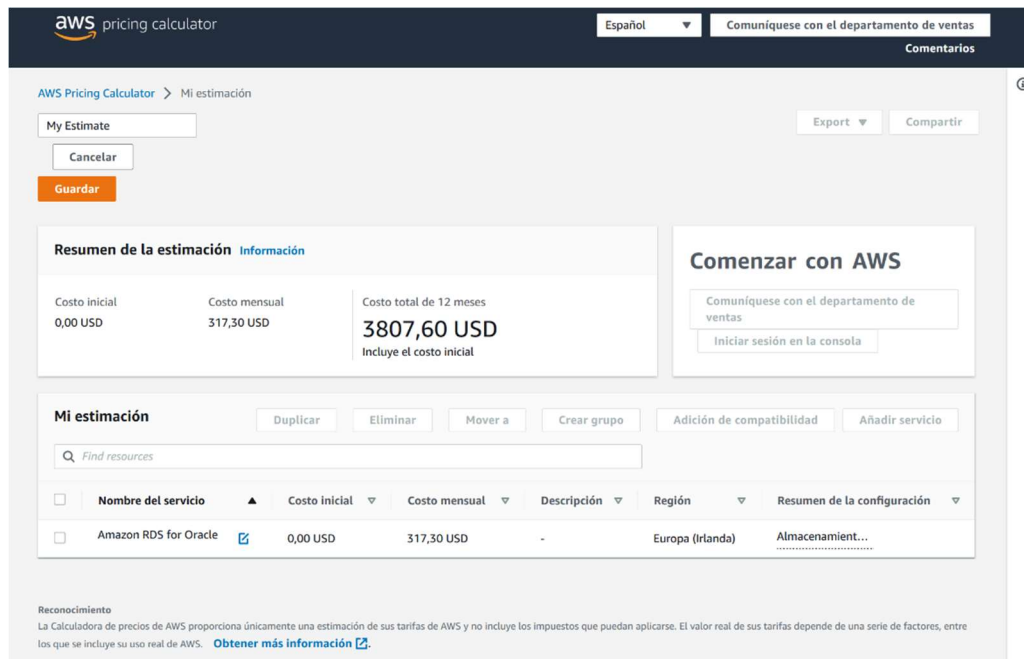 aws pricing calculator
Español
Comuníquese con el departamento de ventas
Comentarios
AWS Pricing Calculator > Mi estimación
My Estimate
Export
Compartir
Cancelar
Guardar
Resumen de la estimación Información
Costo inicial
0,00 USD
Costo mensual
317,30 USD
Costo total de 12 meses
3807,60 USD
Incluye el costo inicial
Comenzar con AWS
Comuníquese con el departamento de
ventas
Iniciar sesión en la consola
Mi estimación
Duplicar
Eliminar
Mover a
Crear grupo
Adición de compatibilidad
Añadir servicio
Find resources
Nombre del servicio Costo inicial Costo mensual Descripción Región Resumen de la configuración
Amazon RDS for Oracle 0,00 USD 317,30 USD - Europa (Irlanda) Almacenamient...
Reconocimiento
La Calculadora de precios de AWS proporciona únicamente una estimación de sus tarifas de AWS y no incluye los impuestos que puedan aplicarse. El valor real de sus tarifas depende de una serie de factores, entre
los que se incluye su uso real de AWS. Obtener más información.